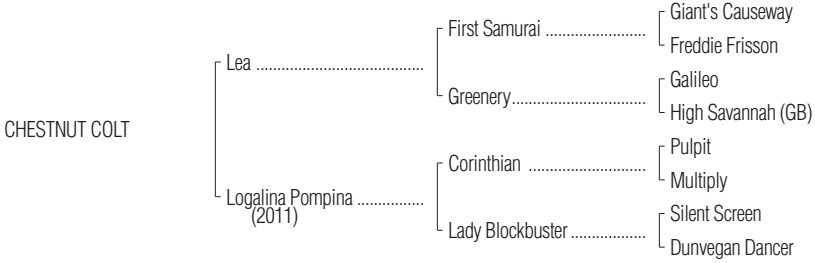 Giant's Causeway
First Samurai ........................
Freddie Frisson
Lea ........................................
Galileo
Greenery................................
High Savannah (GB)
CHESTNUT COLT
Pulpit
Corinthian ............................
Multiply
Logalina Pompina ................
(2011)
Silent Screen
Lady Blockbuster..................
Dunvegan Dancer